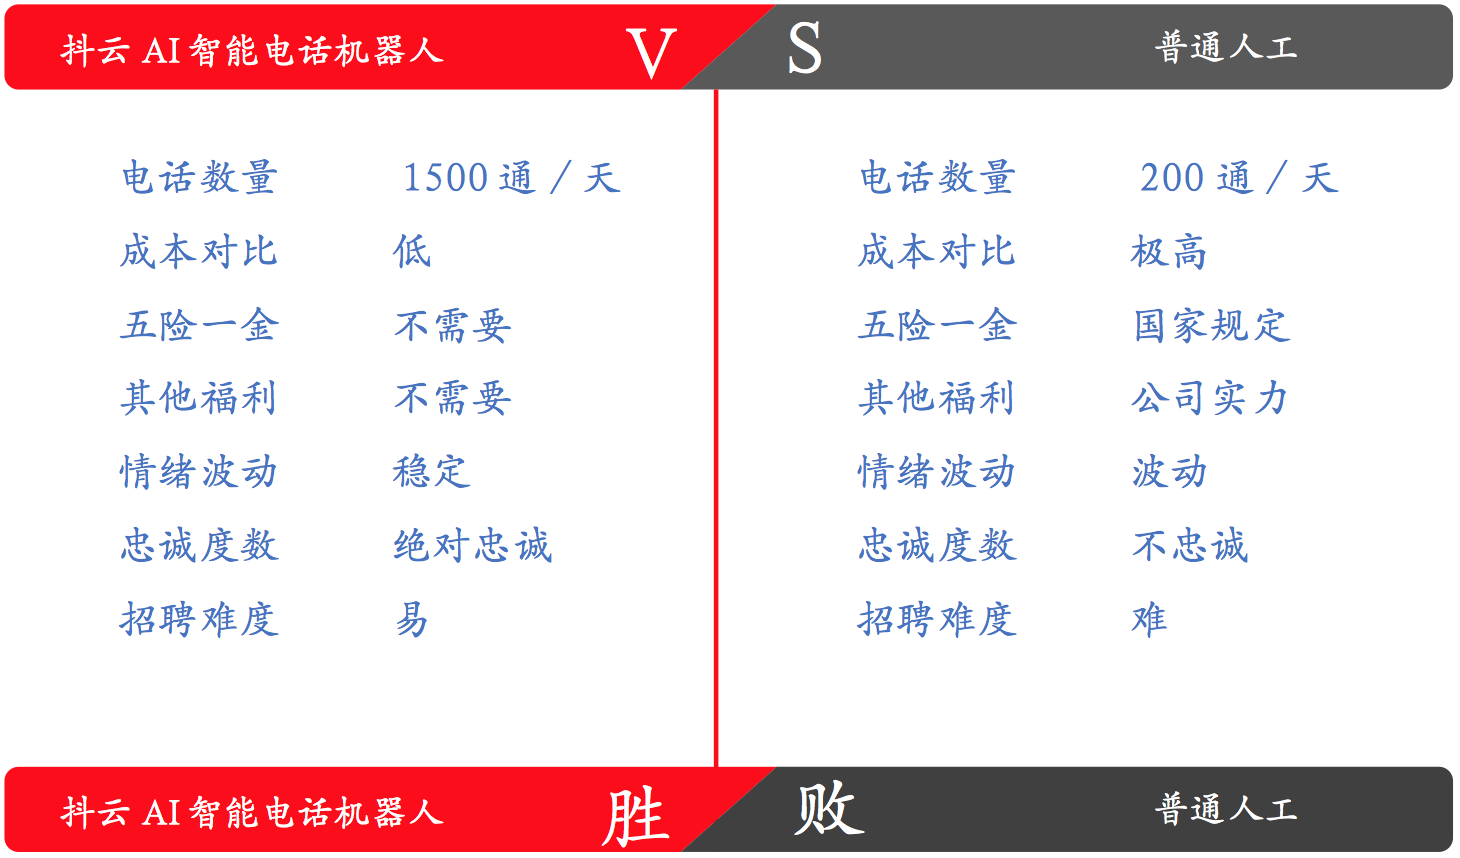 抖云 AI 智能电话机器人 V S 普通人工
电话数量 1500 通／天 电话数量 200 通／天
成本对比 低 成本对比 极高
五险一金 不需要 五险一金 国家规定
其他福利 不需要 其他福利 公司实力
情绪波动 稳定 情绪波动 波动
忠诚度数 绝对忠诚 忠诚度数 不忠诚
招聘难度 易 招聘难度 难
抖云 AI 智能电话机器人 胜 败 普通人工